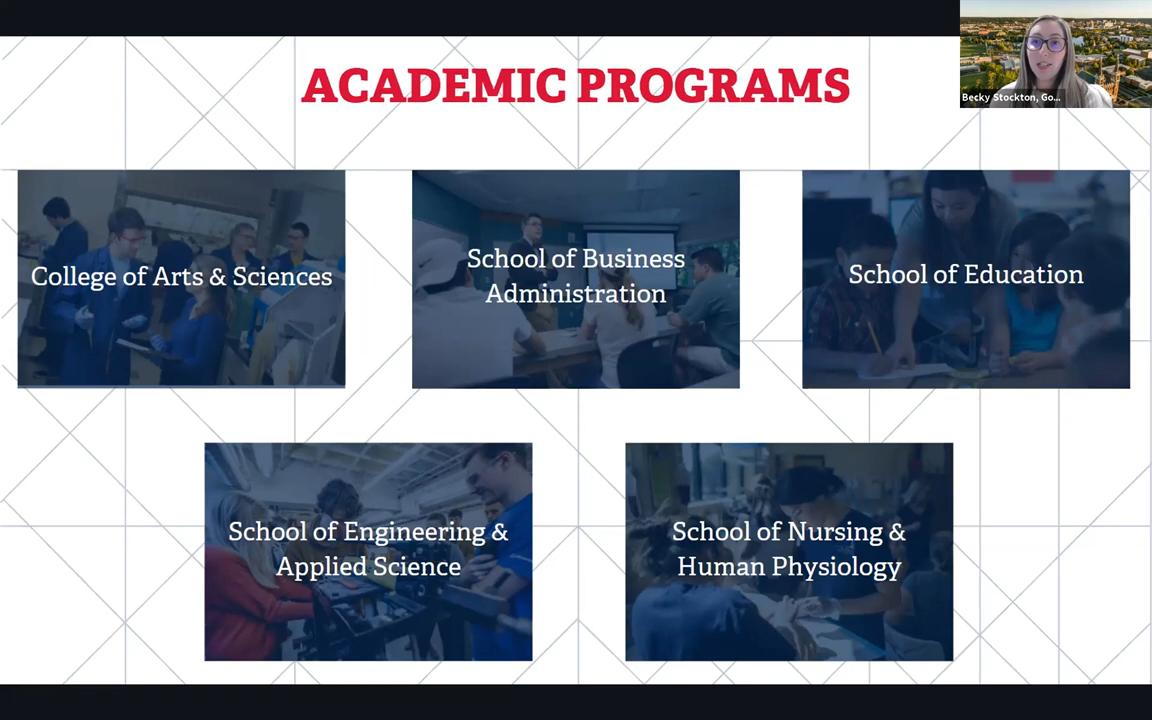 ACADEMIC PROGRAMS
Becky Stockton, Go...
College of Arts & Sciences
School of Business
Administration
School of Education
School of Engineering &
Applied Science
School of Nursing &
Human Physiology